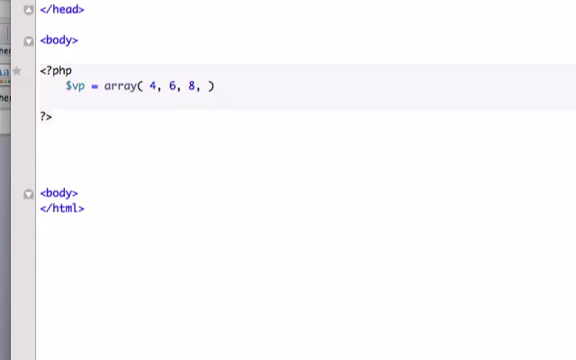 </head>
<body>
<?php
$vp = array( 4, 6, 8, )
?>
<body>
</html>